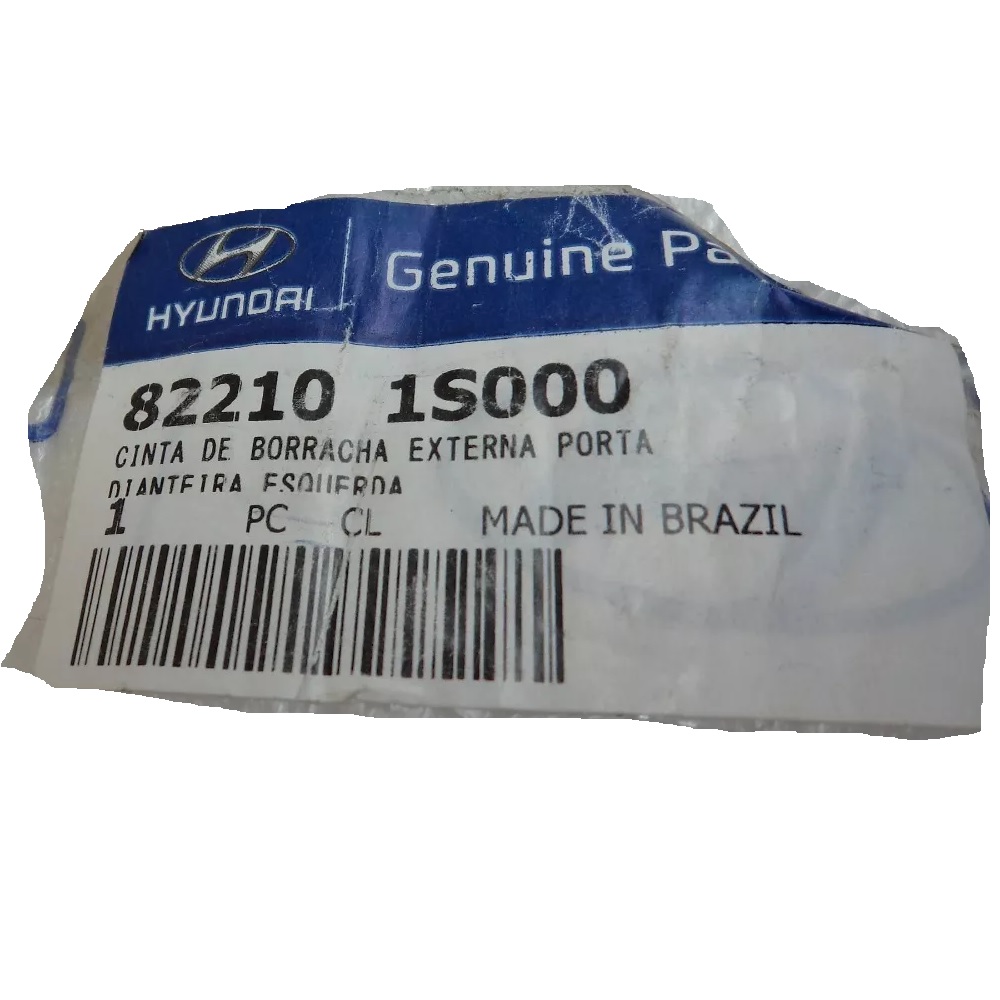 HYUNDAI
Genuine Pa
82210 1S000
CINTA DE BORRACHA EXTERNA PORTA
DIANTEIRA ESQUERDA
1 PC CL MADE IN BRAZIL